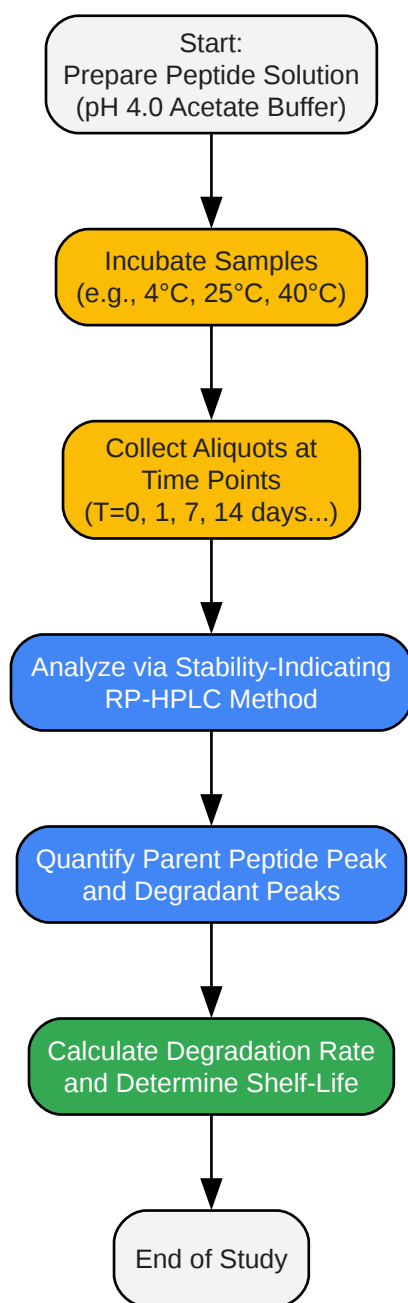 Start:
Prepare Peptide Solution
(pH 4.0 Acetate Buffer)
Incubate Samples
(e.g., 4°C, 25°C, 40°C)
Collect Aliquots at
Time Points
(T=0, 1, 7, 14 days...)
Analyze via Stability-Indicating
RP-HPLC Method
Quantify Parent Peptide Peak
and Degradant Peaks
Calculate Degradation Rate
and Determine Shelf-Life
End of Study